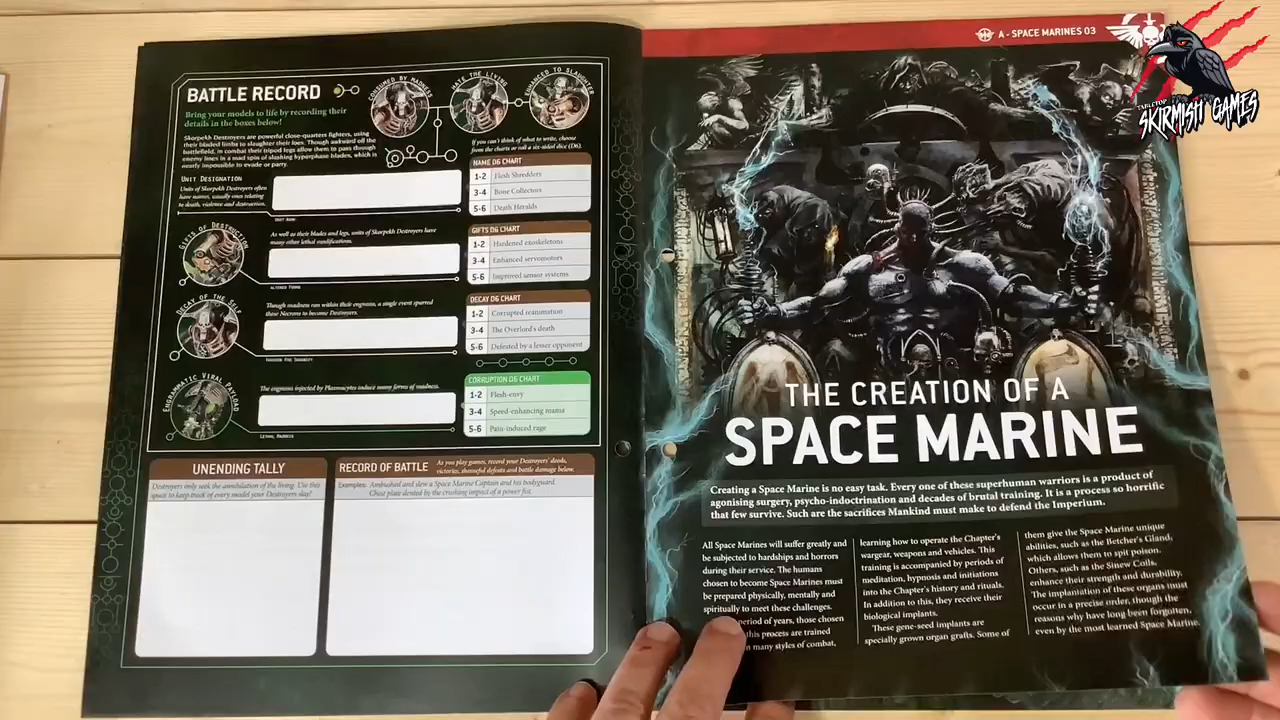 BATTLE RECORD
Bring your models to life by recording their
details in the boxes below!
Skorpekh Destroyers are powerful close-quarters fighters, using
their bladed limbs to slaughter their foes. Though awkward off the
battlefield, in combat their tripod legs allow them to pass through
enemy lines in a mad spin of slashing hyperphase blades, which is
nearly impossible to evade or parry.
CONSUMED BY MADNESS
HATE THE LIVING
ENHANCED TO SLAUGHTER
If you can't think of what to write, choose
from the charts or roll a six-sided dice (D6).
UNIT DESIGNATION
Units of Skorpekh Destroyers often
have names, usually ones relating
to death, violence and destruction.
UNIT NAME
NAME D6 CHART
1-2 Flesh Shredders
3-4 Bone Collectors
5-6 Death Heralds
GIFTS OF DESTRUCTION
As well as their blades and legs, units of Skorpekh Destroyers have
many other lethal modifications.
ALTERED FORMS
GIFTS D6 CHART
1-2 Hardened exoskeletons
3-4 Enhanced servomotors
5-6 Improved sensor systems
DECAY OF THE SELF
Though madness ran within their engrams, a single event spurred
these Necrons to become Destroyers.
DECAY D6 CHART
1-2 Corrupted reanimation
3-4 The Overlord's death
5-6 Defeated by a lesser opponent
ENGRAMMATIC VIRAL PAYLOAD
The engrams injected by Plasmacytes induce many forms of madness.
LETHAL MADNESS
CORRUPTION D6 CHART
1-2 Flesh-envy
3-4 Speed-enhancing mania
5-6 Pain-induced rage
UNENDING TALLY
Destroyers only seek the annihilation of the living. Use this
space to keep track of every model your Destroyers slay!
RECORD OF BATTLE
As you play games, record your Destroyers' deeds,
victories, shameful defeats and battle damage below.
Examples: Ambushed and slew a Space Marine Captain and his bodyguard.
Chest plate dented by the crushing impact of a power fist.
A - SPACE MARINES 03
TABLETOP
SKIRMISH GAMES
THE CREATION OF A
SPACE MARINE
Creating a Space Marine is no easy task. Every one of these superhuman warriors is a product of
agonising surgery, psycho-indoctrination and decades of brutal training. It is a process so horrific
that few survive. Such are the sacrifices Mankind must make to defend the Imperium.
All Space Marines will suffer greatly and
be subjected to hardships and horrors
during their service. The humans
chosen to become Space Marines must
be prepared physically, mentally and
spiritually to meet these challenges.
period of years, those chosen
this process are trained
in many styles of combat,
learning how to operate the Chapter's
wargear, weapons and vehicles. This
training is accompanied by periods of
meditation, hypnosis and initiations
into the Chapter's history and rituals.
In addition to this, they receive their
biological implants.
These gene-seed implants are
specially grown organ grafts. Some of
them give the Space Marine unique
abilities, such as the Betcher's Gland,
which allows them to spit poison.
Others, such as the Sinew Coils,
enhance their strength and durability.
The implantation of these organs must
occur in a precise order, though the
reasons why have long been forgotten,
even by the most learned Space Marine.